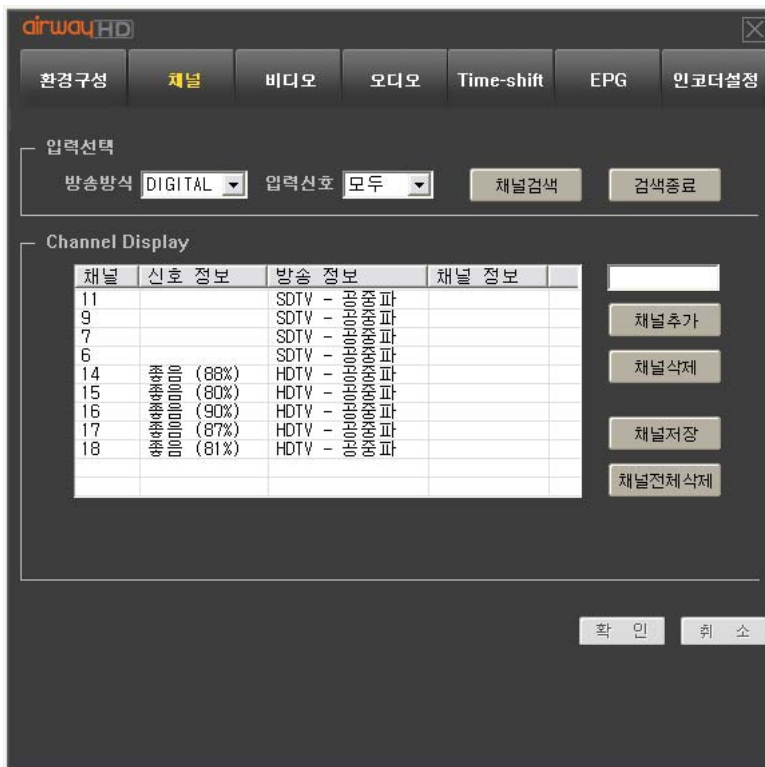 airwayHD
환경구성 채널 비디오 오디오 Time-shift EPG 인코더설정
입력선택
방송방식 DIGITAL 입력신호 모두 채널검색 검색종료
Channel Display
채널 신호 정보 방송 정보 채널 정보
11 SDTV - 공중파
9 SDTV - 공중파
7 SDTV - 공중파
6 SDTV - 공중파
14 좋음 (88%) HDTV - 공중파
15 좋음 (80%) HDTV - 공중파
16 좋음 (90%) HDTV - 공중파
17 좋음 (87%) HDTV - 공중파
18 좋음 (81%) HDTV - 공중파
채널추가
채널삭제
채널저장
채널전체삭제
확 인 취 소